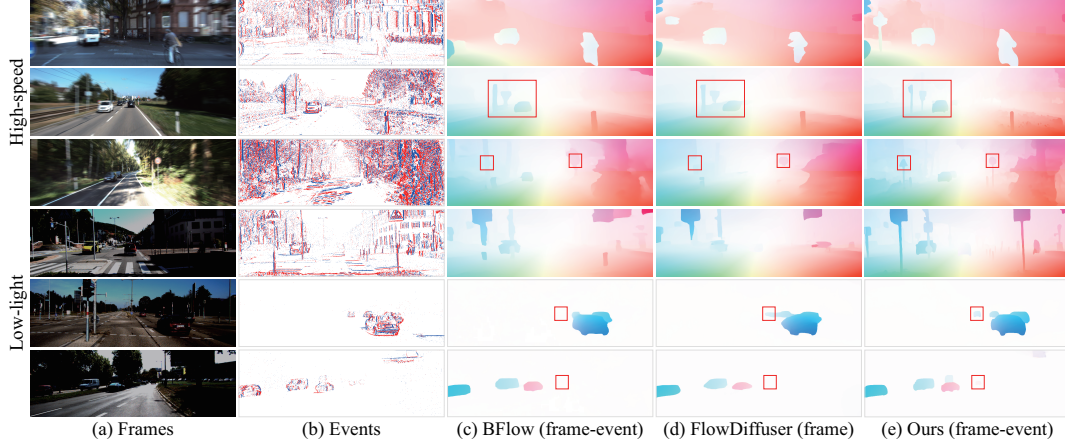 High-speed
Low-light
(a) Frames
(b) Events
(c) BFlow (frame-event)
(d) FlowDiffuser (frame)
(e) Ours (frame-event)